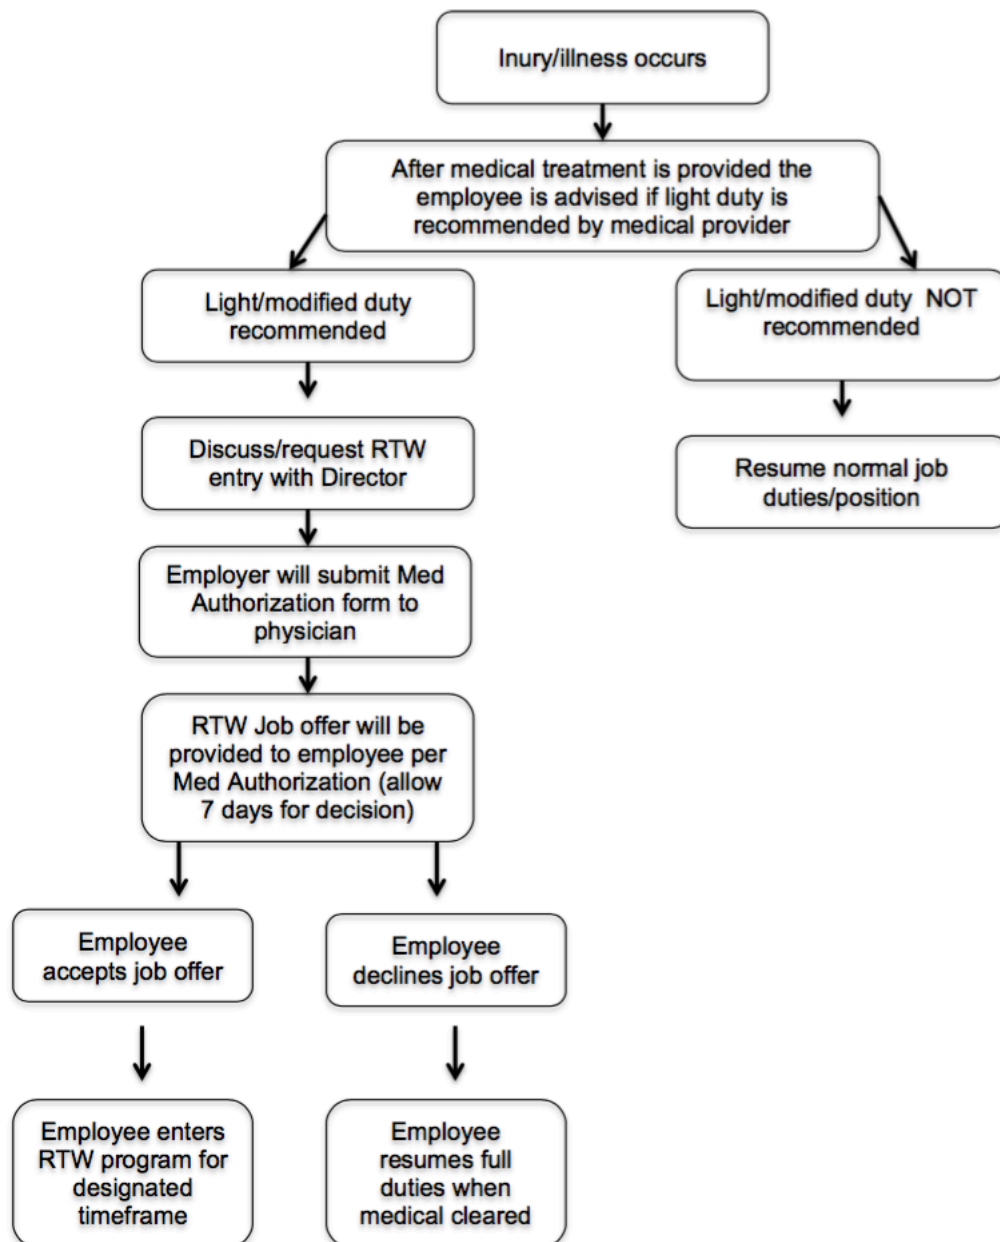 Inury/illness occurs
After medical treatment is provided the
employee is advised if light duty is
recommended by medical provider
Light/modified duty
recommended
Light/modified duty NOT
recommended
Discuss/request RTW
entry with Director
Resume normal job
duties/position
Employer will submit Med
Authorization form to
physician
RTW Job offer will be
provided to employee per
Med Authorization (allow
7 days for decision)
Employee
accepts job offer
Employee
declines job offer
Employee enters
RTW program for
designated
timeframe
Employee
resumes full
duties when
medical cleared